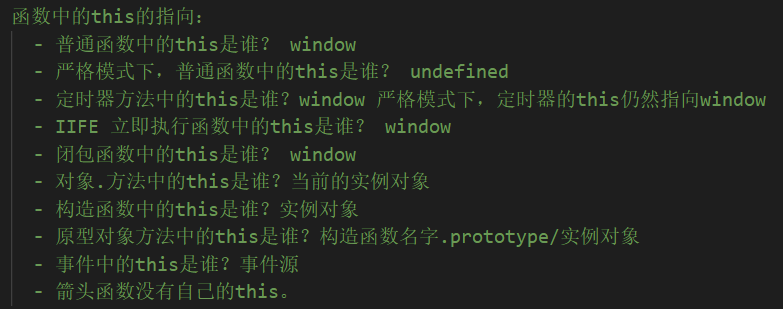 函数中的this的指向：
- 普通函数中的this是谁？ window
- 严格模式下，普通函数中的this是谁？ undefined
- 定时器方法中的this是谁？window 严格模式下，定时器的this仍然指向window
- IIFE 立即执行函数中的this是谁？ window
- 闭包函数中的this是谁？ window
- 对象.方法中的this是谁？当前的实例对象
- 构造函数中的this是谁？实例对象
- 原型对象方法中的this是谁？构造函数名字.prototype/实例对象
- 事件中的this是谁？事件源
- 箭头函数没有自己的this。